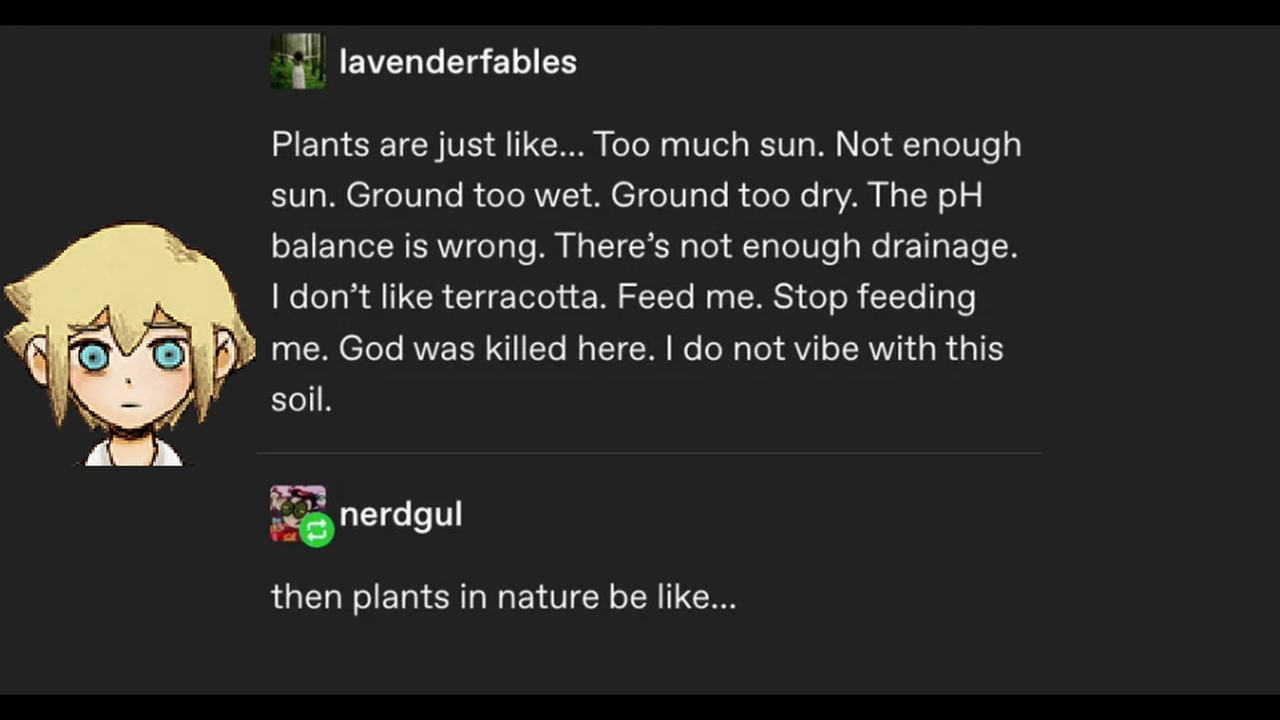 lavenderfables
Plants are just like... Too much sun. Not enough
sun. Ground too wet. Ground too dry. The pH
balance is wrong. There’s not enough drainage.
I don’t like terracotta. Feed me. Stop feeding
me. God was killed here. I do not vibe with this
soil.
nerdgul
then plants in nature be like...